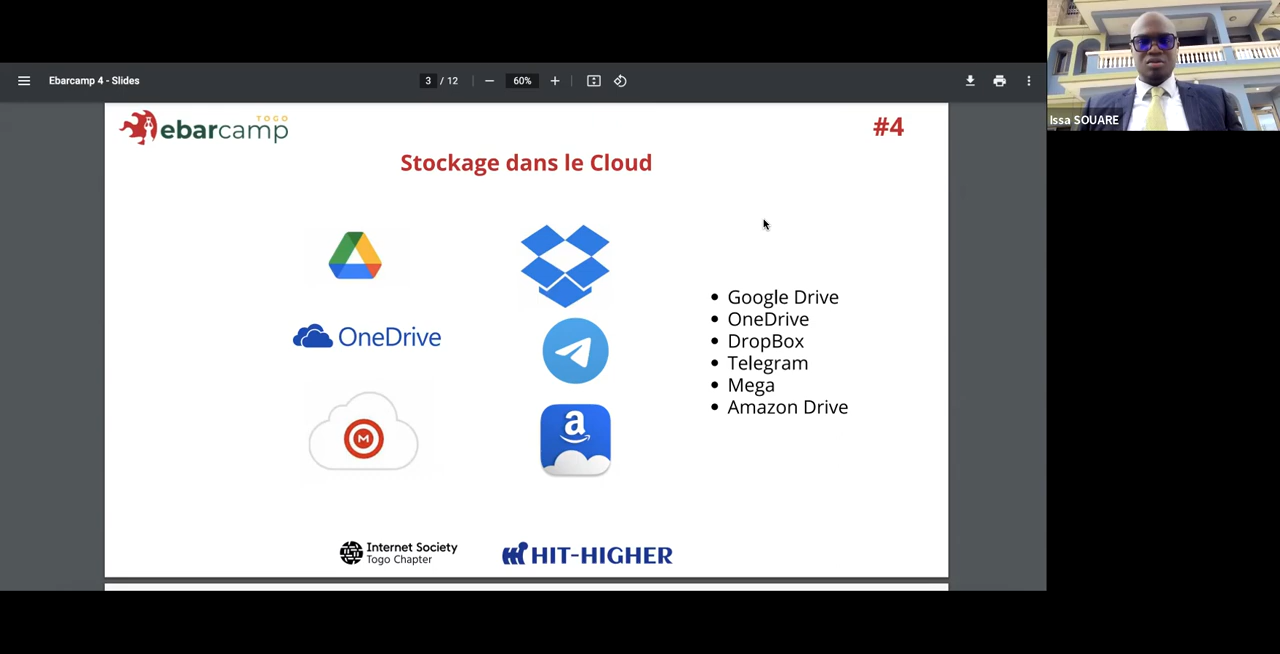 Ebarcamp 4 - Slides
3 / 12
60%
Issa SOUARE
TOGO
ebarcamp
#4
Stockage dans le Cloud
OneDrive
M
a
• Google Drive
• OneDrive
• DropBox
• Telegram
• Mega
• Amazon Drive
Internet Society
Togo Chapter
HIT-HIGHER